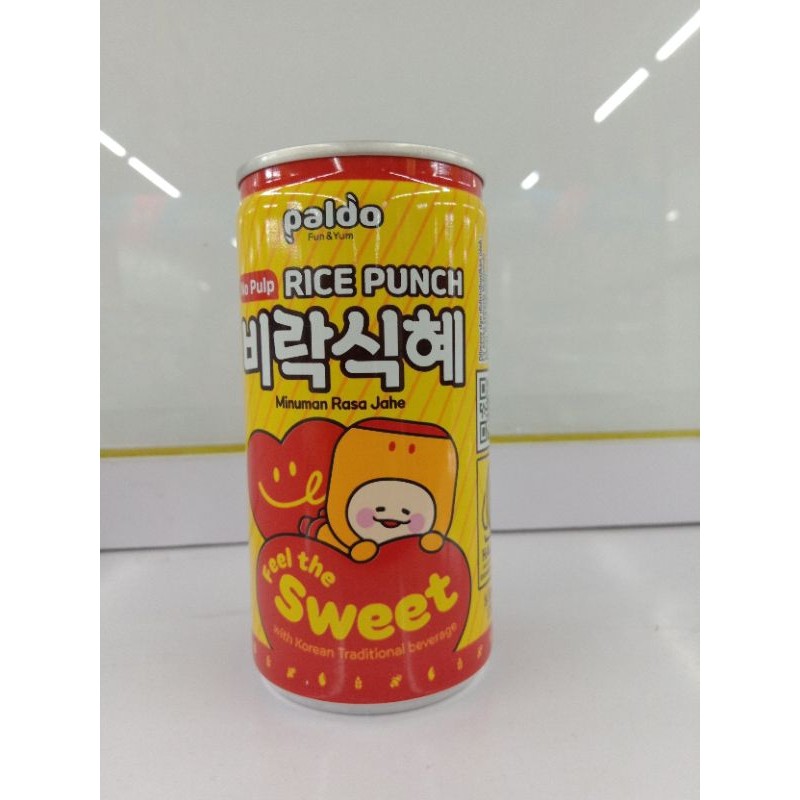 paldo
Fun & Yum
No Pulp RICE PUNCH
비락식혜
Minuman Rasa Jahe
Feel the
Sweet
with Korean Traditional beverage